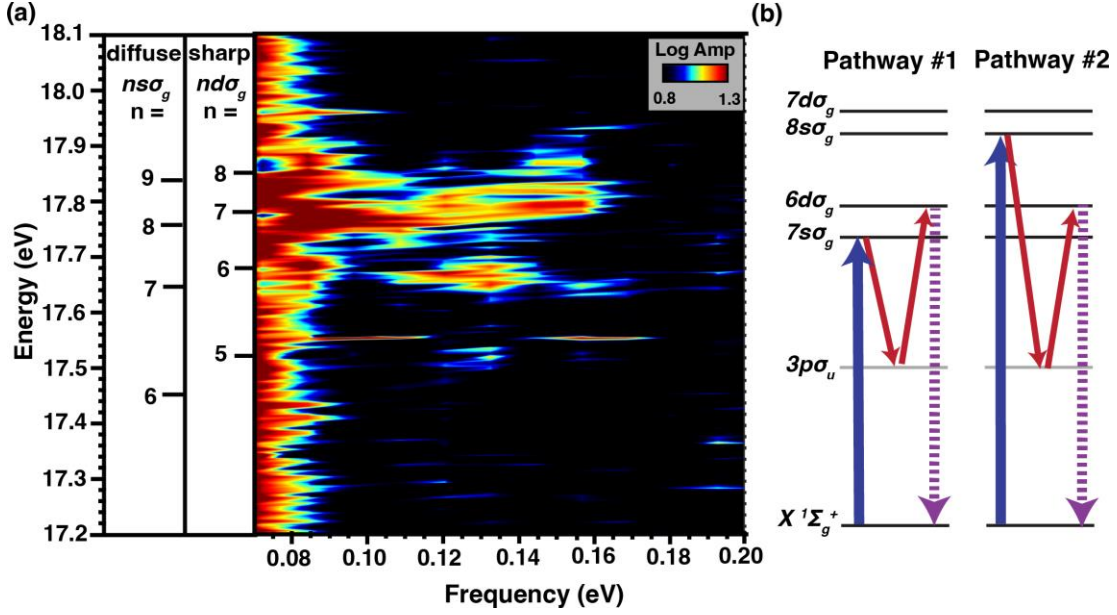 (a)
diffuse sharp
nsσg ndσg
n = n =
18.1
18.0
17.9
17.8
17.7
17.6
17.5
17.4
17.3
17.2
Energy (eV)
9
8
7
6
8
7
6
5
Log Amp
0.8 1.3
0.08 0.10 0.12 0.14 0.16 0.18 0.20
Frequency (eV)
(b)
Pathway #1 Pathway #2
7dσg
8sσg
6dσg
7sσg
3pσu
X ¹Σg⁺